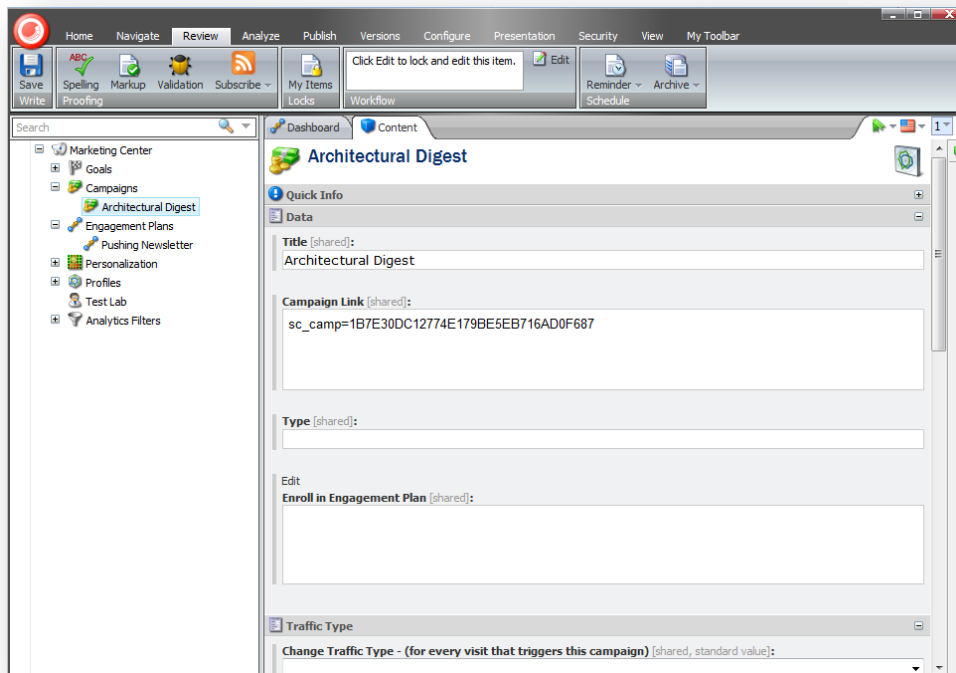 Home Navigate Review Analyze Publish Versions Configure Presentation Security View My Toolbar
Save
Write
ABC
Spelling Markup Validation Subscribe
Proofing
My Items
Locks
Click Edit to lock and edit this item.
Edit
Workflow
Reminder Archive
Schedule
Search
Marketing Center
Goals
Campaigns
Architectural Digest
Engagement Plans
Pushing Newsletter
Personalization
Profiles
Test Lab
Analytics Filters
Dashboard Content
1
Architectural Digest
Quick Info
Data
Title [shared]:
Architectural Digest
Campaign Link [shared]:
sc_camp=1B7E30DC12774E179BE5EB716AD0F687
Type [shared]:
Edit
Enroll in Engagement Plan [shared]:
Traffic Type
Change Traffic Type - (for every visit that triggers this campaign) [shared, standard value]: